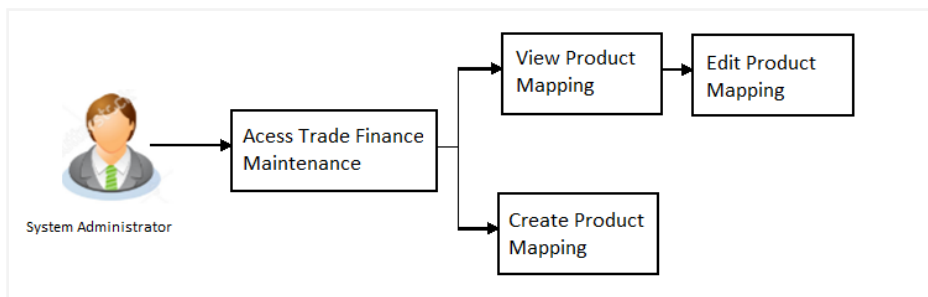 View Product
Mapping
Edit Product
Mapping
Acess Trade Finance
Maintenance
System Administrator
Create Product
Mapping